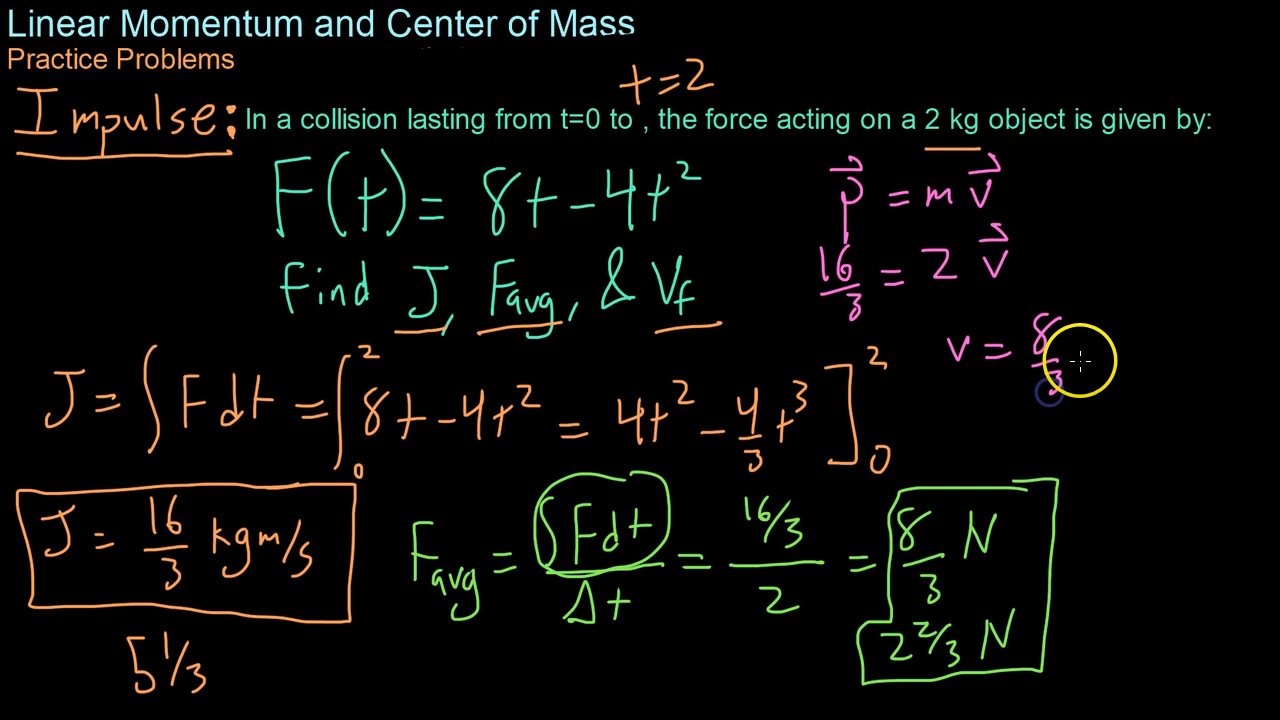 Linear Momentum and Center of Mass
Practice Problems
t=2
Impulse: In a collision lasting from t=0 to , the force acting on a 2 kg object is given by:
F(t) = 8t - 4t²
Find J, Favg, & Vf
p⃗ = m v⃗
16/3 = 2 v⃗
v = 8/3
J = ∫ F dt = ∫₀² 8t - 4t² = 4t² - 4/3 t³ ]₀²
J = 16/3 kgm/s
5 1/3
Favg = ∫Fdt / Δt = 16/3 / 2 = 8/3 N
2 2/3 N